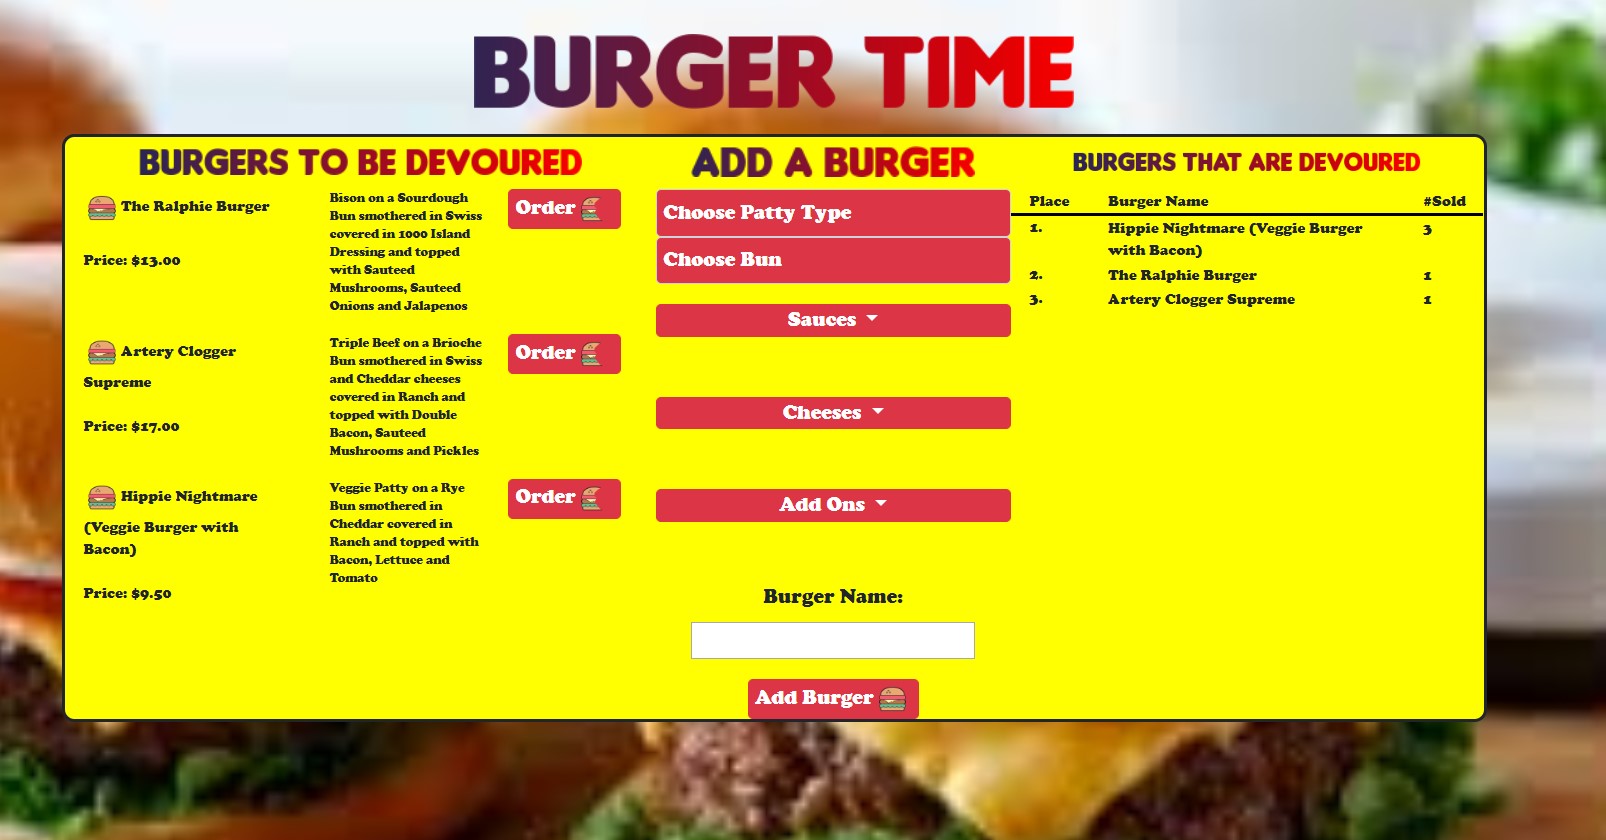 BURGER TIME
BURGERS TO BE DEVOURED
The Ralphie Burger
Price: $13.00
Bison on a Sourdough
Bun smothered in Swiss
covered in 1000 Island
Dressing and topped
with Sauteed
Mushrooms, Sauteed
Onions and Jalapenos
Order
Artery Clogger
Supreme
Price: $17.00
Triple Beef on a Brioche
Bun smothered in Swiss
and Cheddar cheeses
covered in Ranch and
topped with Double
Bacon, Sauteed
Mushrooms and Pickles
Order
Hippie Nightmare
(Veggie Burger with
Bacon)
Price: $9.50
Veggie Patty on a Rye
Bun smothered in
Cheddar covered in
Ranch and topped with
Bacon, Lettuce and
Tomato
Order
ADD A BURGER
Choose Patty Type
Choose Bun
Sauces
Cheeses
Add Ons
Burger Name:
Add Burger
BURGERS THAT ARE DEVOURED
Place Burger Name #Sold
1. Hippie Nightmare (Veggie Burger 3
with Bacon)
2. The Ralphie Burger 1
3. Artery Clogger Supreme 1